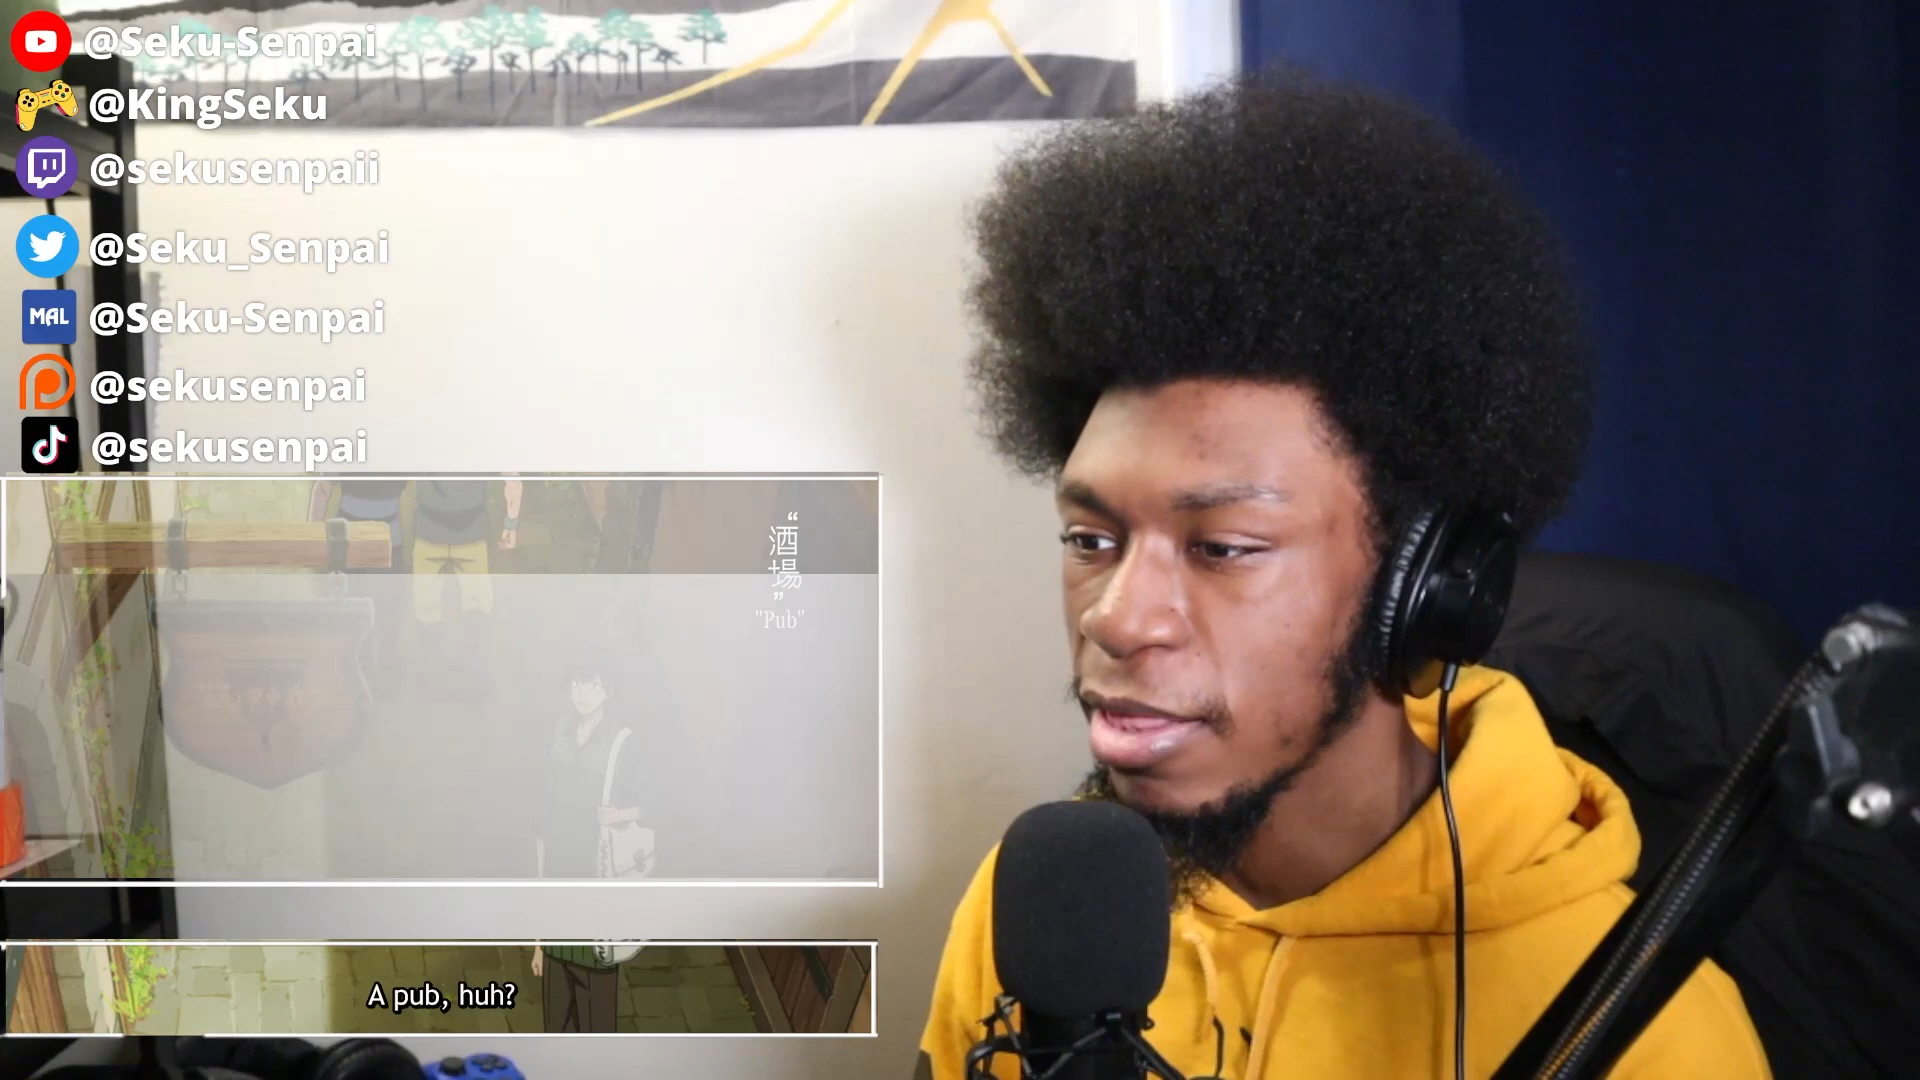 @Seku-Senpai
@KingSeku
@sekusenpaii
@Seku_Senpai
MAL
@Seku-Senpai
@sekusenpai
@sekusenpai
“酒場”
"Pub"
A pub, huh?